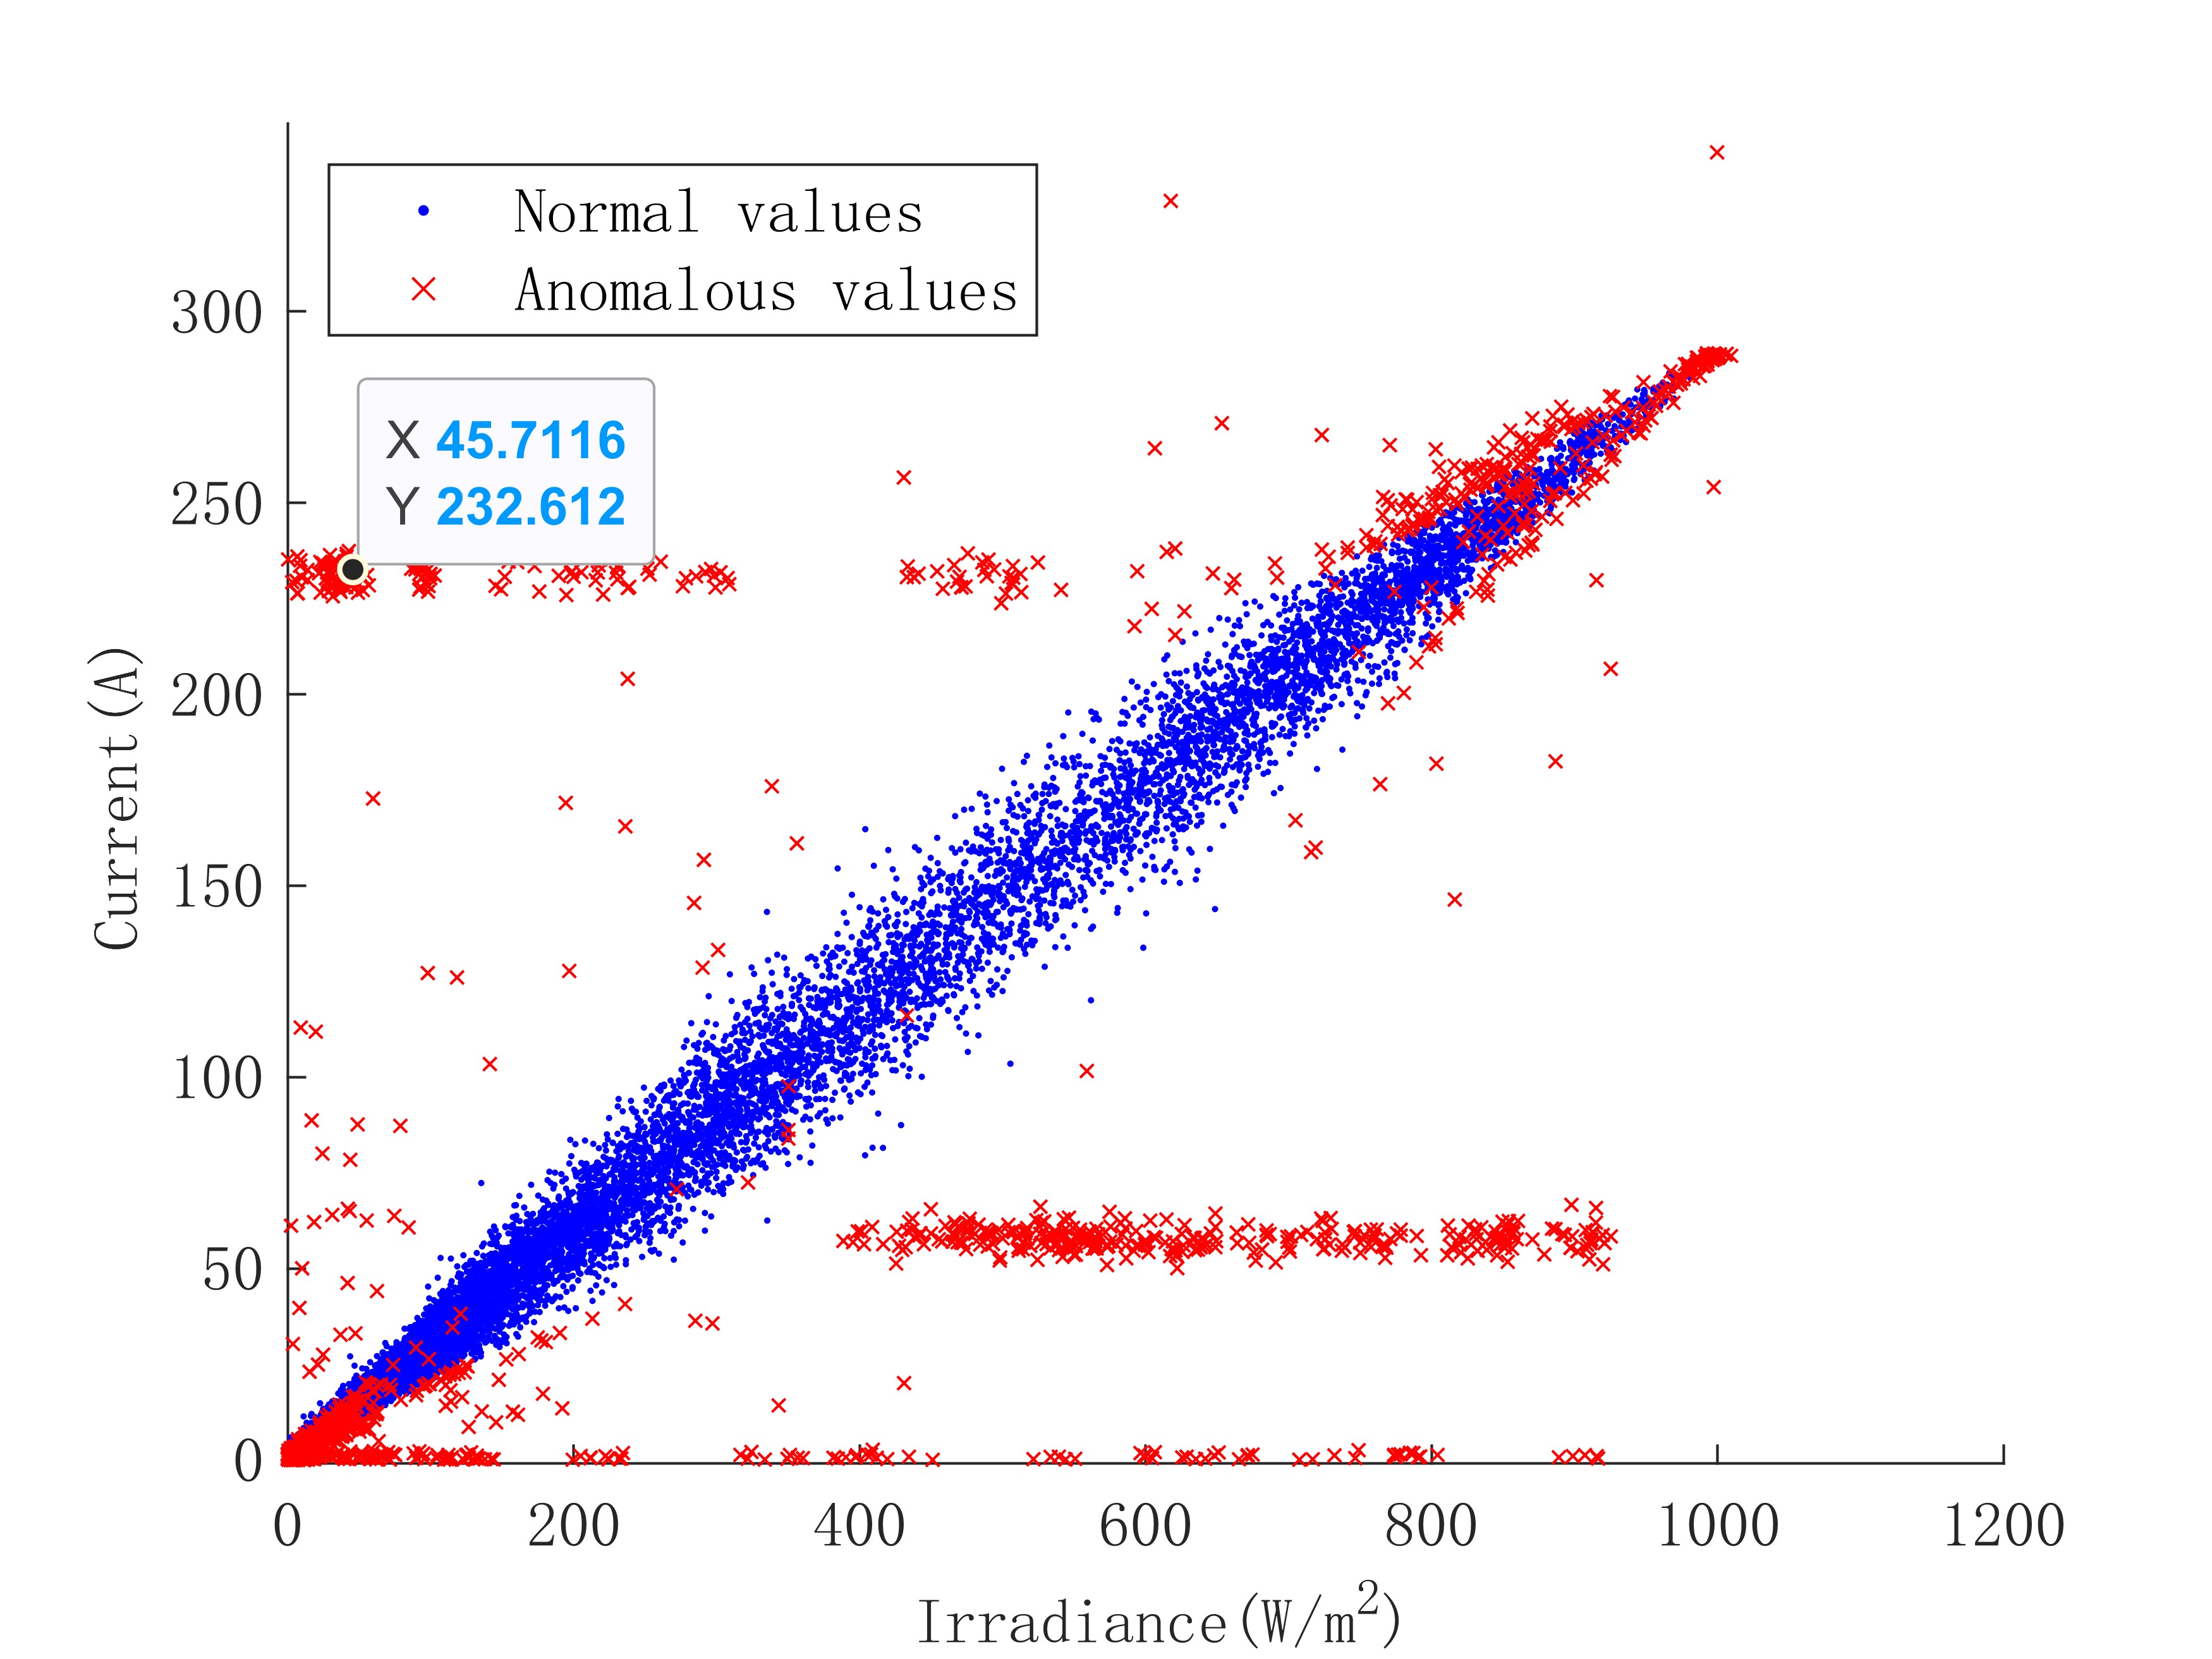 Normal values
Anomalous values
X 45.7116
Y 232.612
300
250
200
150
100
50
0
Current(A)
0 200 400 600 800 1000 1200
Irradiance(W/m²)